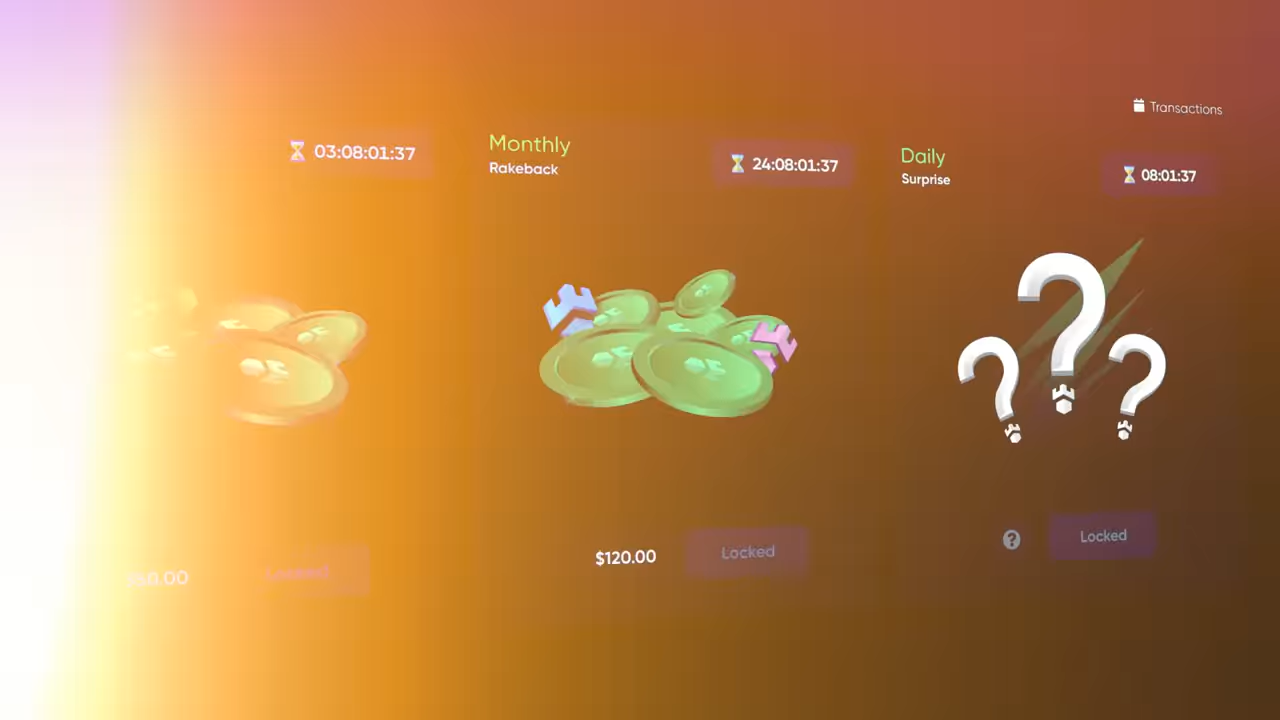 Transactions
03:08:01:37
Monthly
Rakeback
24:08:01:37
Daily
Surprise
08:01:37
$120.00
Locked
Locked
Locked